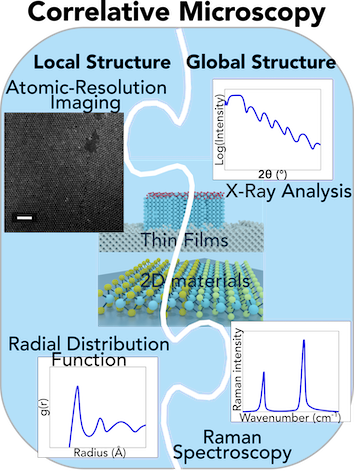 Correlative Microscopy
Local Structure
Global Structure
Atomic-Resolution
Imaging
Log(Intensity)
2θ (°)
X-Ray Analysis
Thin Films
2D materials
Radial Distribution
Function
g(r)
Radius (Å)
Raman intensity
Wavenumber (cm⁻¹)
Raman
Spectroscopy